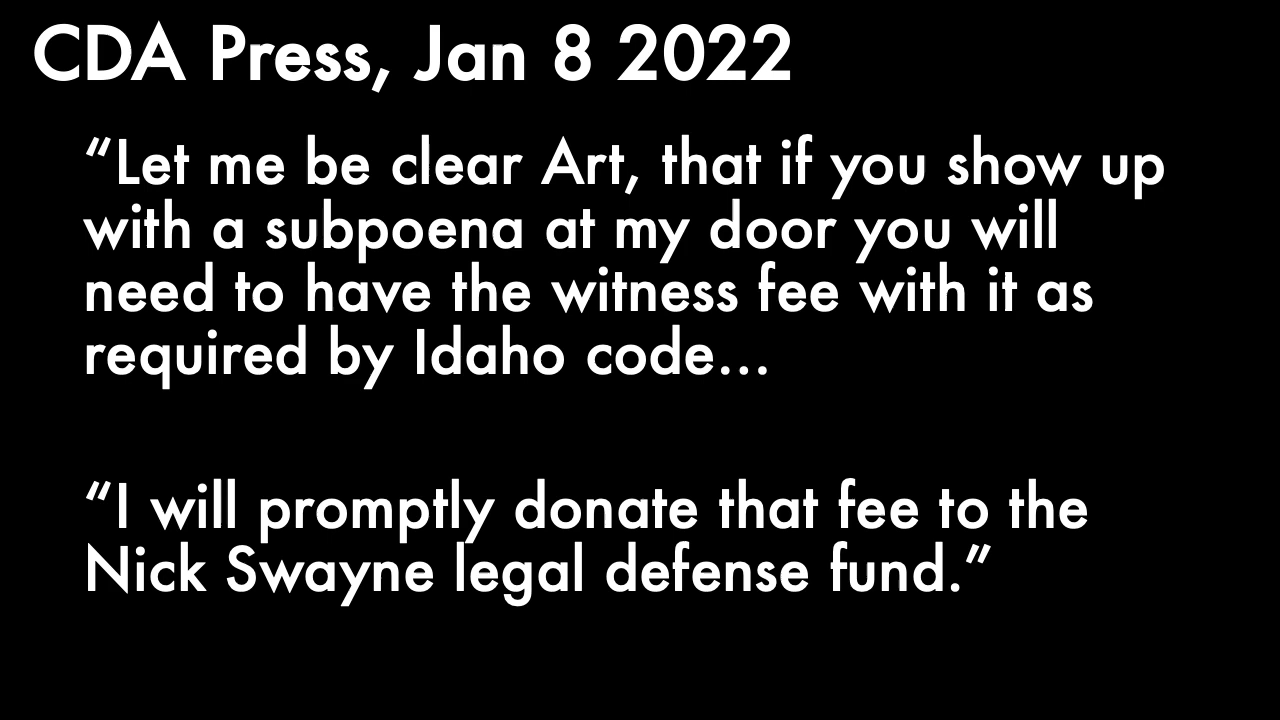 CDA Press, Jan 8 2022
“Let me be clear Art, that if you show up
with a subpoena at my door you will
need to have the witness fee with it as
required by Idaho code...
“I will promptly donate that fee to the
Nick Swayne legal defense fund.”